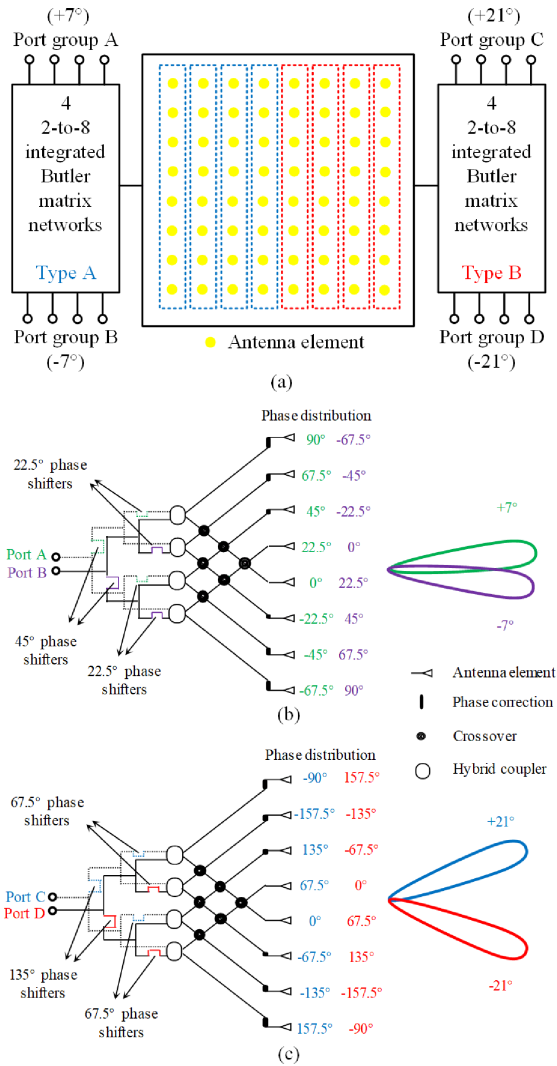 (+7°)
Port group A
(+21°)
Port group C
4
2-to-8
integrated
Butler
matrix
networks
Type A
4
2-to-8
integrated
Butler
matrix
networks
Type B
Port group B
(-7°)
Antenna element
Port group D
(-21°)
(a)
Phase distribution
22.5° phase
shifters
Port A
Port B
45° phase
shifters
22.5° phase
shifters
90° -67.5°
67.5° -45°
45° -22.5°
22.5° 0°
0° 22.5°
-22.5° 45°
-45° 67.5°
-67.5° 90°
+7°
-7°
(b)
Antenna element
Phase correction
Crossover
Hybrid coupler
Phase distribution
67.5° phase
shifters
Port C
Port D
135° phase
shifters
67.5° phase
shifters
-90° 157.5°
-157.5° -135°
135° -67.5°
67.5° 0°
0° 67.5°
-67.5° 135°
-135° -157.5°
157.5° -90°
+21°
-21°
(c)